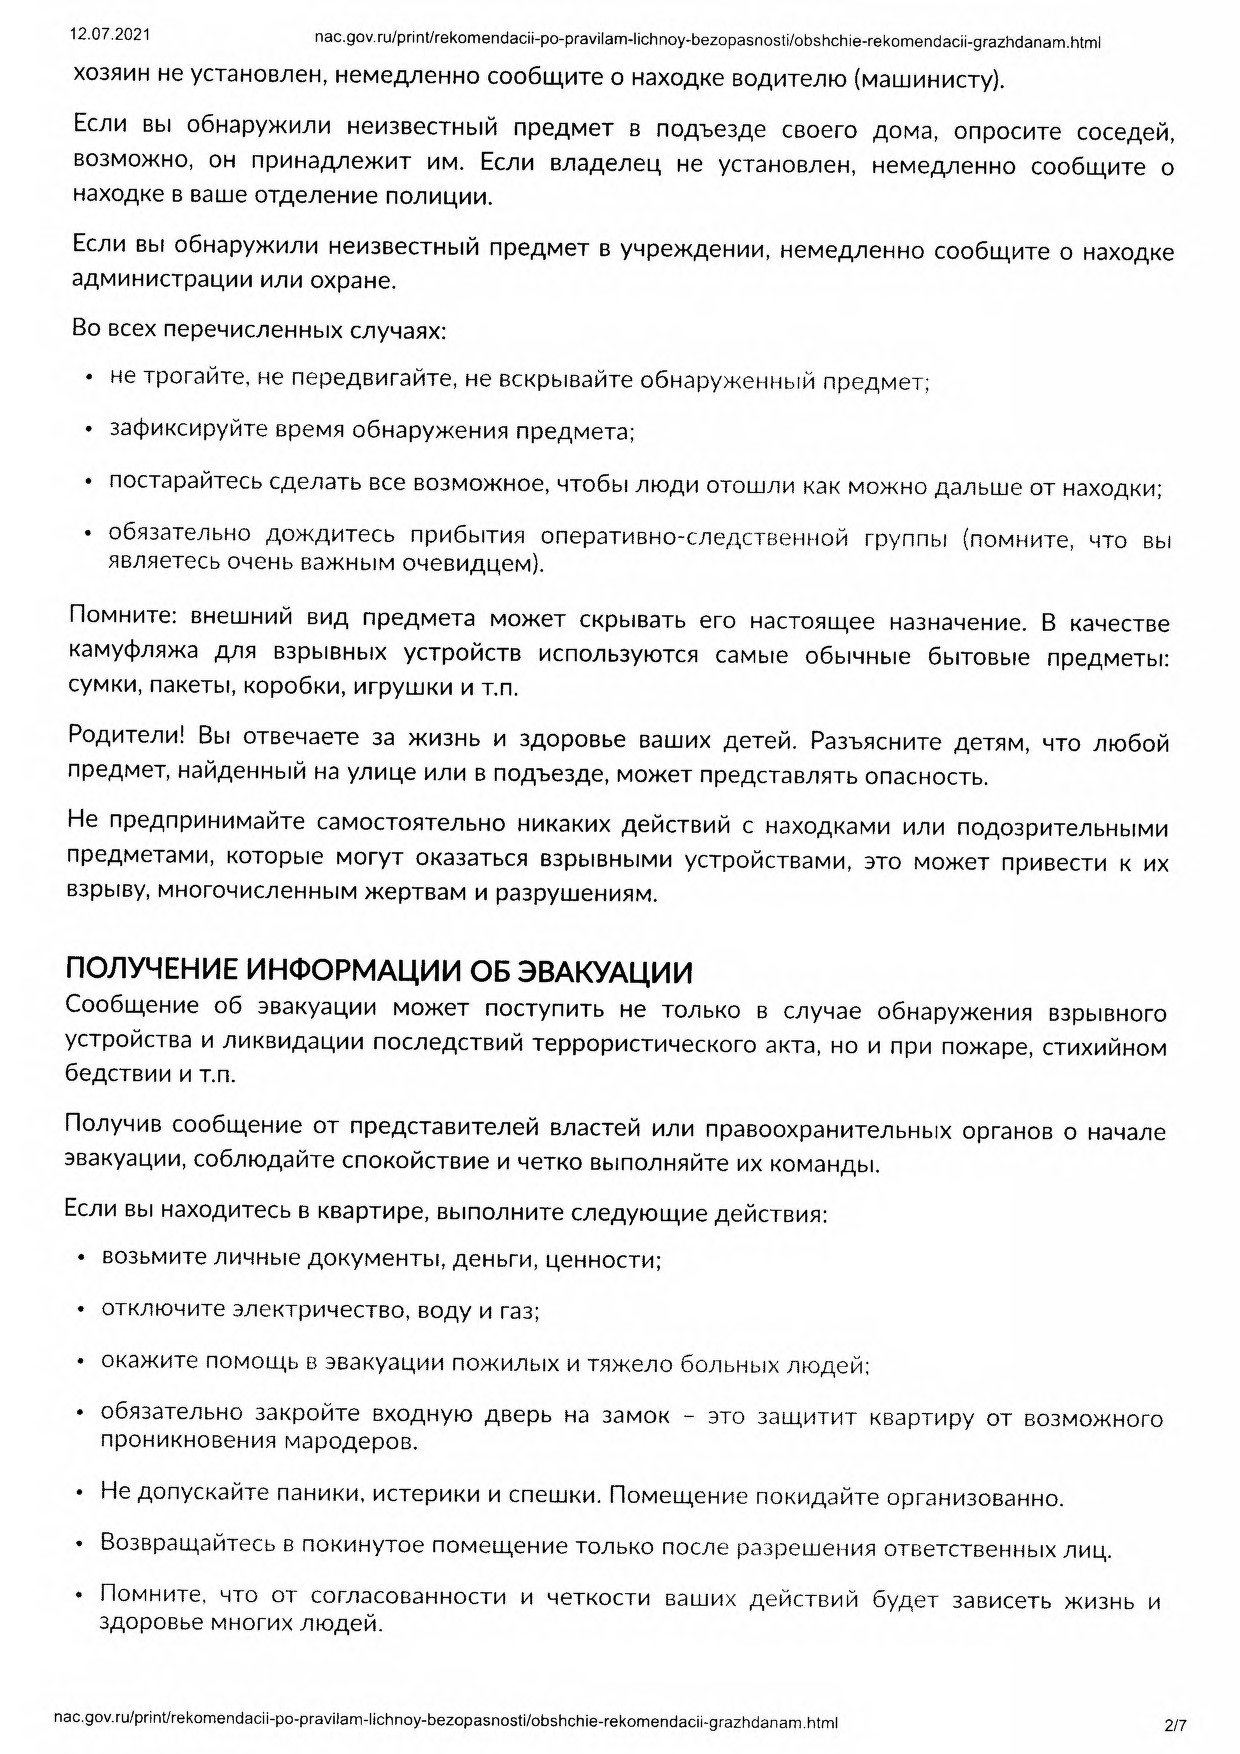 12.07.2021 nac.gov.ru/print/rekomendacii-po-pravilam-lichnoy-bezopasnosti/obshchie-rekomendacii-grazhdanam.html
хозяин не установлен, немедленно сообщите о находке водителю (машинисту).
Если вы обнаружили неизвестный предмет в подъезде своего дома, опросите соседей,
возможно, он принадлежит им. Если владелец не установлен, немедленно сообщите о
находке в ваше отделение полиции.
Если вы обнаружили неизвестный предмет в учреждении, немедленно сообщите о находке
администрации или охране.
Во всех перечисленных случаях:
• не трогайте, не передвигайте, не вскрывайте обнаруженный предмет;
• зафиксируйте время обнаружения предмета;
• постарайтесь сделать все возможное, чтобы люди отошли как можно дальше от находки;
• обязательно дождитесь прибытия оперативно-следственной группы (помните, что вы
являетесь очень важным очевидцем).
Помните: внешний вид предмета может скрывать его настоящее назначение. В качестве
камуфляжа для взрывных устройств используются самые обычные бытовые предметы:
сумки, пакеты, коробки, игрушки и т.п.
Родители! Вы отвечаете за жизнь и здоровье ваших детей. Разъясните детям, что любой
предмет, найденный на улице или в подъезде, может представлять опасность.
Не предпринимайте самостоятельно никаких действий с находками или подозрительными
предметами, которые могут оказаться взрывными устройствами, это может привести к их
взрыву, многочисленным жертвам и разрушениям.
ПОЛУЧЕНИЕ ИНФОРМАЦИИ ОБ ЭВАКУАЦИИ
Сообщение об эвакуации может поступить не только в случае обнаружения взрывного
устройства и ликвидации последствий террористического акта, но и при пожаре, стихийном
бедствии и т.п.
Получив сообщение от представителей властей или правоохранительных органов о начале
эвакуации, соблюдайте спокойствие и четко выполняйте их команды.
Если вы находитесь в квартире, выполните следующие действия:
• возьмите личные документы, деньги, ценности;
• отключите электричество, воду и газ;
• окажите помощь в эвакуации пожилых и тяжело больных людей;
• обязательно закройте входную дверь на замок – это защитит квартиру от возможного
проникновения мародеров.
• Не допускайте паники, истерики и спешки. Помещение покидайте организованно.
• Возвращайтесь в покинутое помещение только после разрешения ответственных лиц.
• Помните, что от согласованности и четкости ваших действий будет зависеть жизнь и
здоровье многих людей.
nac.gov.ru/print/rekomendacii-po-pravilam-lichnoy-bezopasnosti/obshchie-rekomendacii-grazhdanam.html 2/7